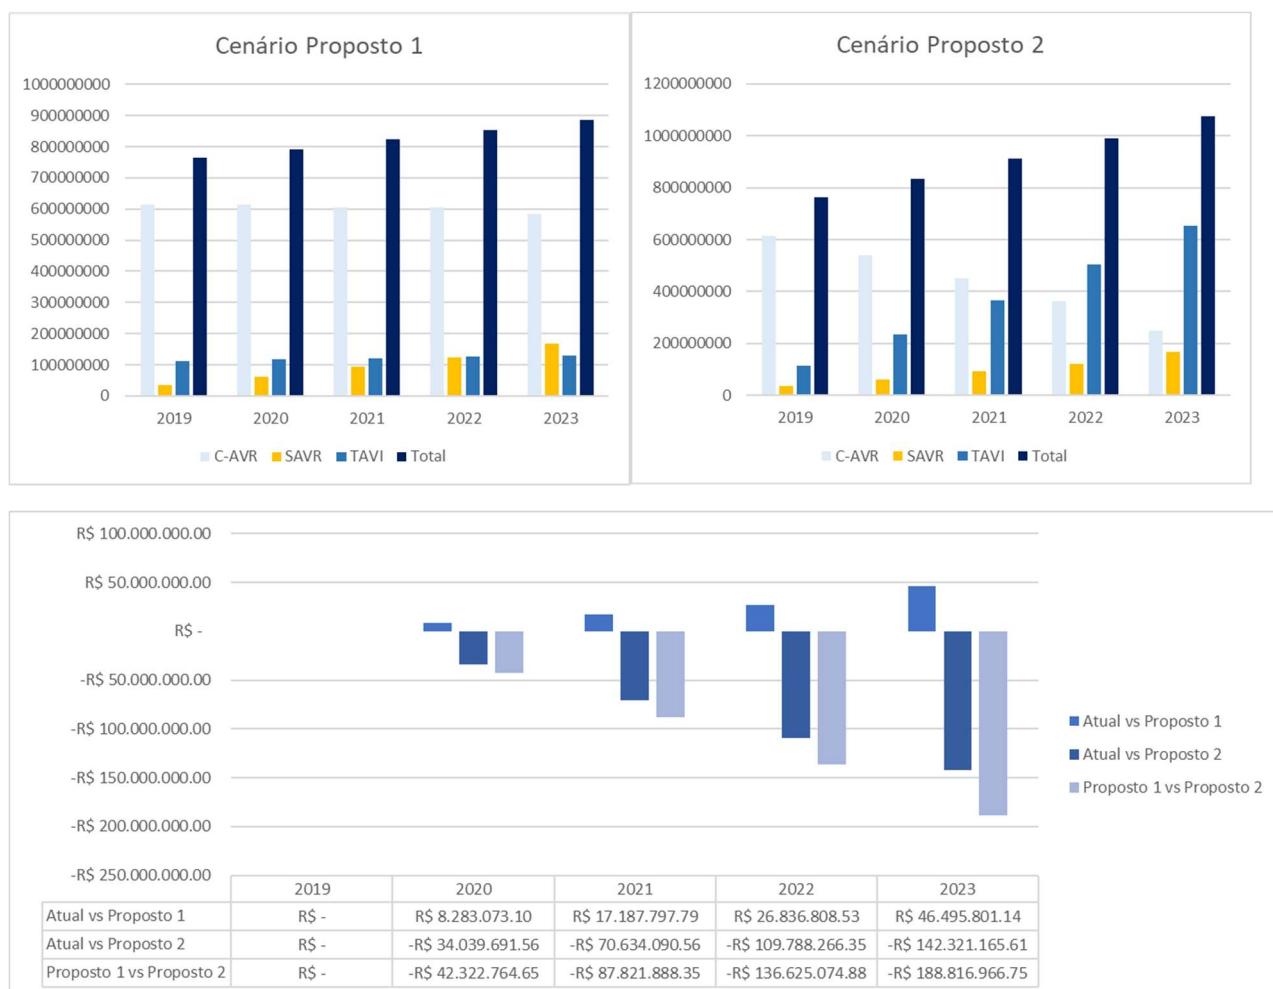 Cenário Proposto 1
1000000000
900000000
800000000
700000000
600000000
500000000
400000000
300000000
200000000
100000000
0
2019 2020 2021 2022 2023
C-AVR SAVR TAVI Total
Cenário Proposto 2
1200000000
1000000000
800000000
600000000
400000000
200000000
0
2019 2020 2021 2022 2023
C-AVR SAVR TAVI Total
R$ 100.000.000.00
R$ 50.000.000.00
R$ -
-R$ 50.000.000.00
-R$ 100.000.000.00
-R$ 150.000.000.00
-R$ 200.000.000.00
-R$ 250.000.000.00
Atual vs Proposto 1
Atual vs Proposto 2
Proposto 1 vs Proposto 2
2019 2020 2021 2022 2023
Atual vs Proposto 1 R$ - R$ 8.283.073.10 R$ 17.187.797.79 R$ 26.836.808.53 R$ 46.495.801.14
Atual vs Proposto 2 R$ - -R$ 34.039.691.56 -R$ 70.634.090.56 -R$ 109.788.266.35 -R$ 142.321.165.61
Proposto 1 vs Proposto 2 R$ - -R$ 42.322.764.65 -R$ 87.821.888.35 -R$ 136.625.074.88 -R$ 188.816.966.75